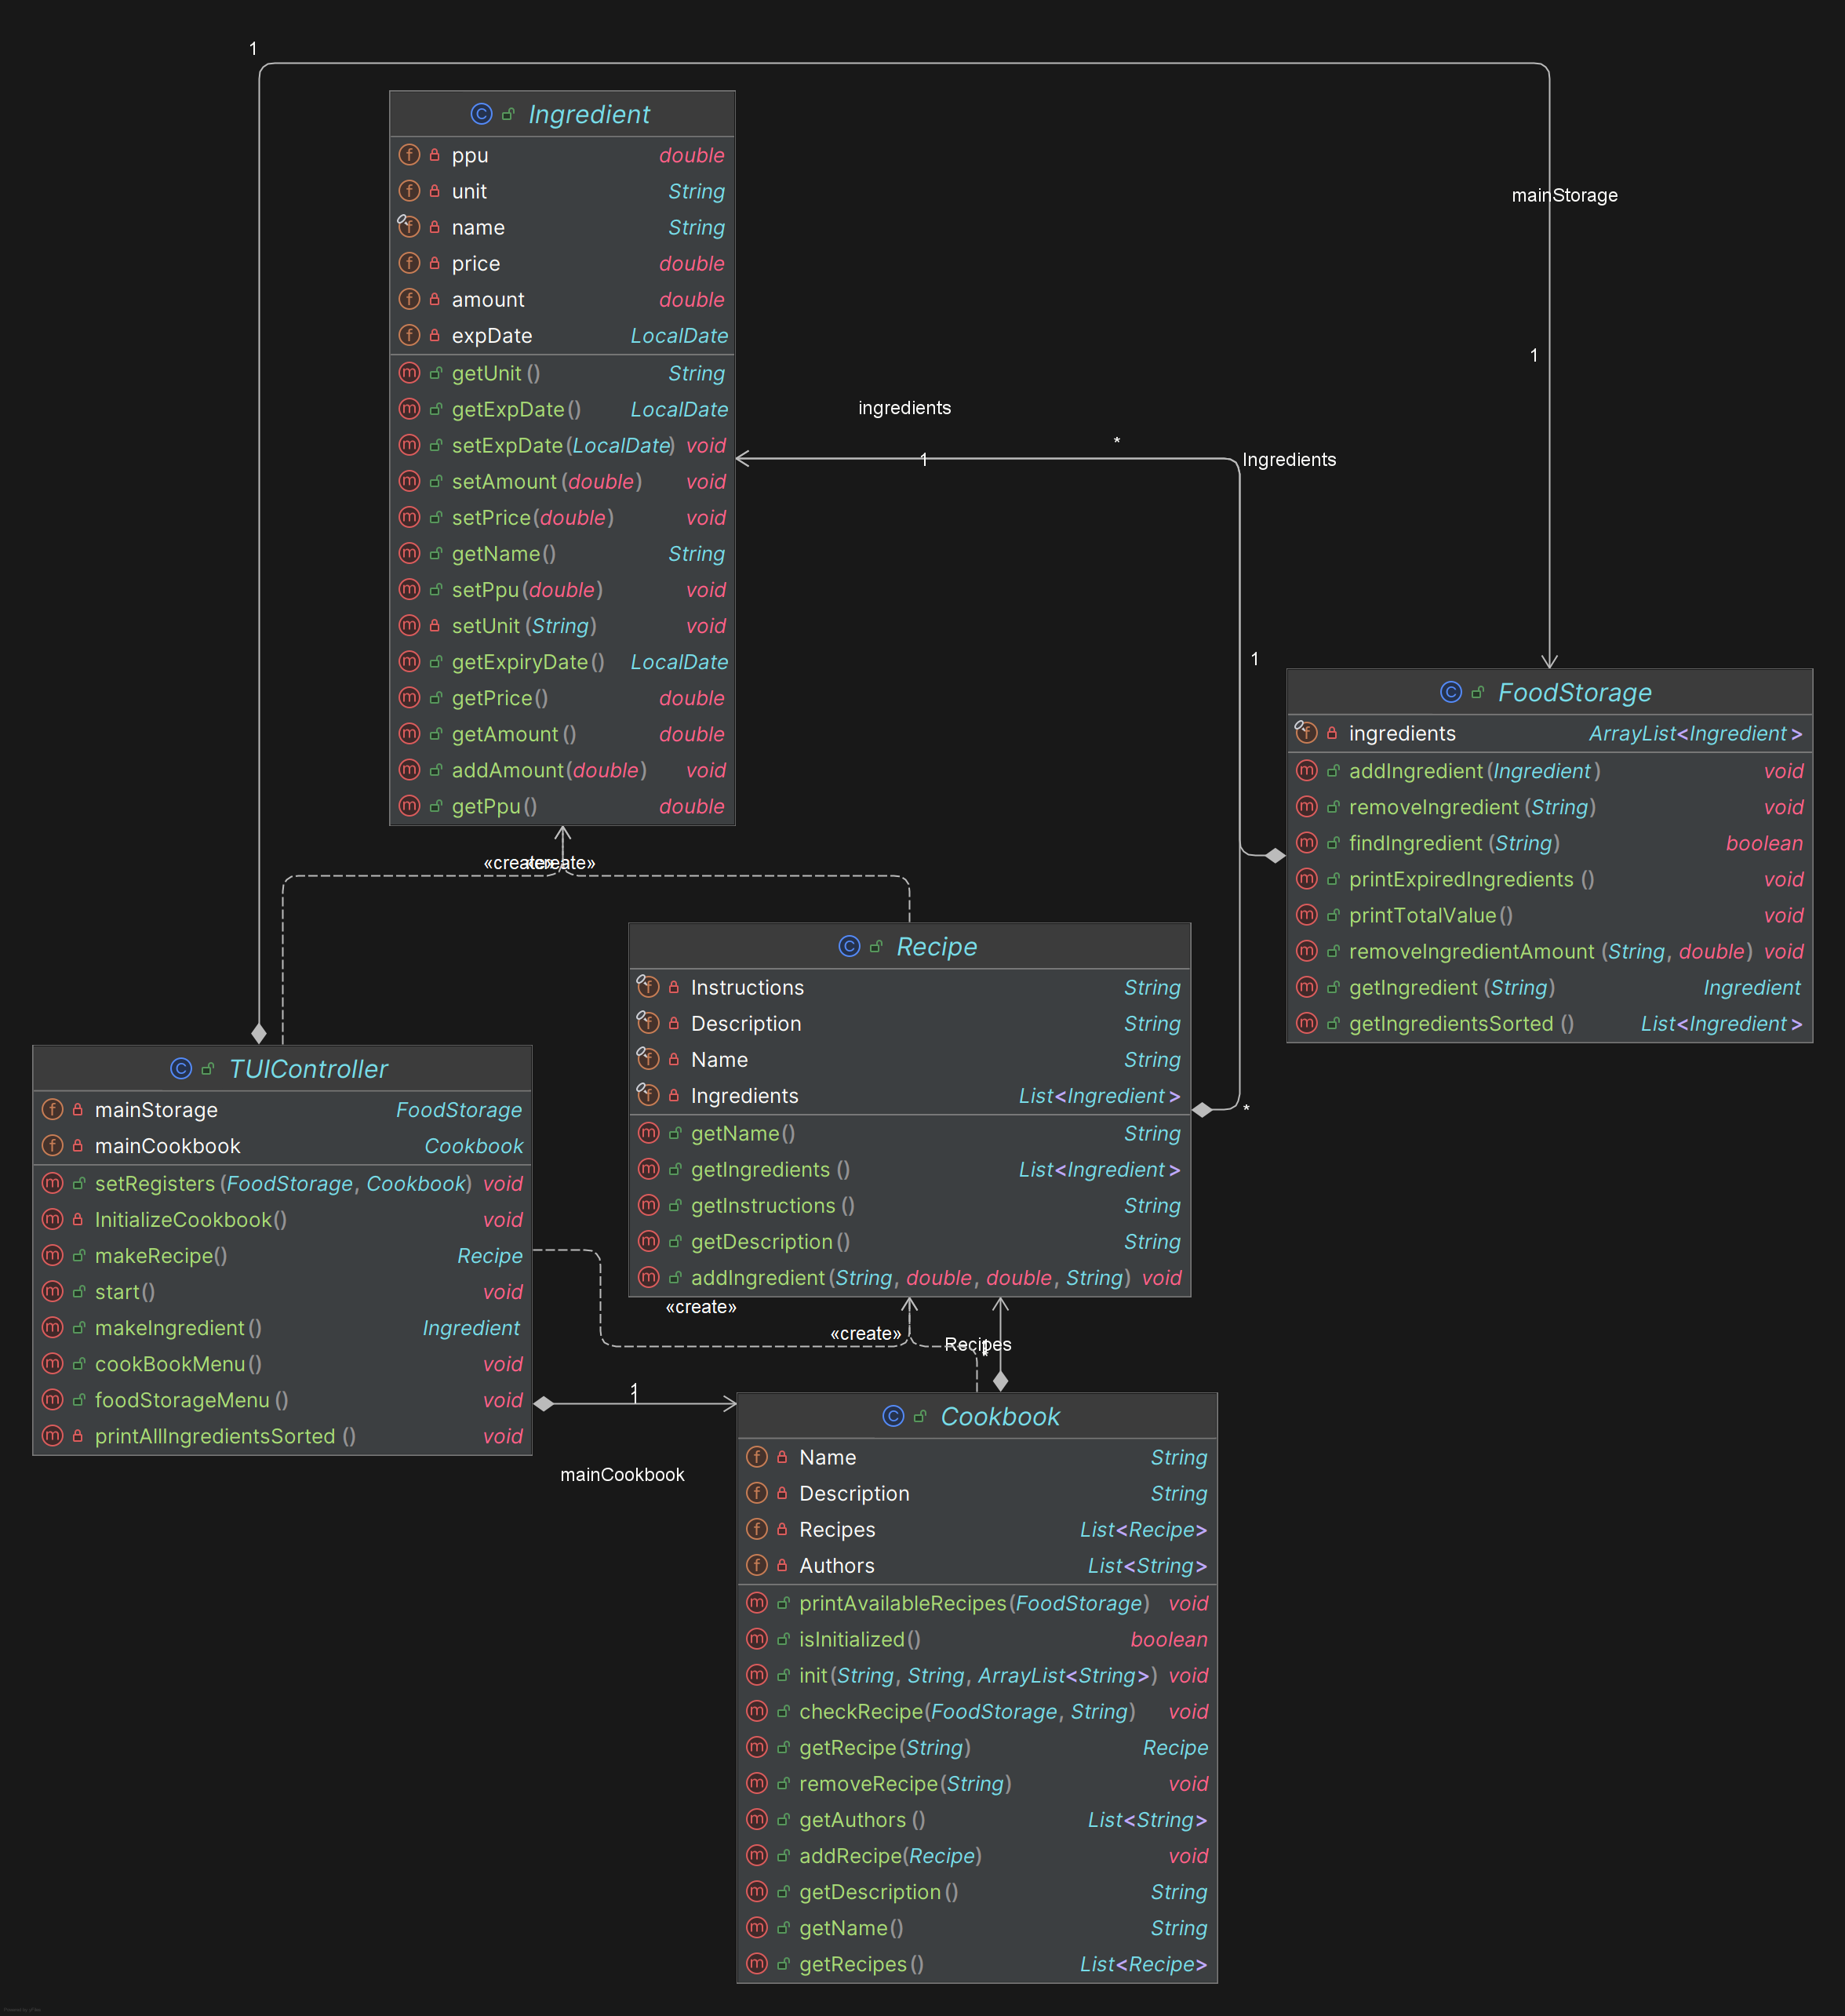 1
mainStorage
1
Ingredient
ppu double
unit String
name String
price double
amount double
expDate LocalDate
getUnit () String
getExpDate() LocalDate
setExpDate(LocalDate) void
setAmount (double) void
setPrice(double) void
getName() String
setPpu(double) void
setUnit (String) void
getExpiryDate() LocalDate
getPrice() double
getAmount () double
addAmount(double) void
getPpu() double
ingredients
*
1
Ingredients
1
*
«create»
«create»
FoodStorage
ingredients ArrayList<Ingredient >
addIngredient(Ingredient ) void
removeIngredient (String) void
findIngredient (String) boolean
printExpiredIngredients () void
printTotalValue() void
removeIngredientAmount (String, double) void
getIngredient (String) Ingredient
getIngredientsSorted () List<Ingredient >
Recipe
Instructions String
Description String
Name String
Ingredients List<Ingredient >
getName() String
getIngredients () List<Ingredient >
getInstructions () String
getDescription() String
addIngredient(String, double, double, String) void
TUIController
mainStorage FoodStorage
mainCookbook Cookbook
setRegisters (FoodStorage, Cookbook) void
InitializeCookbook() void
makeRecipe() Recipe
start() void
makeIngredient () Ingredient
cookBookMenu() void
foodStorageMenu () void
printAllIngredientsSorted () void
«create»
«create»
Recipes
1
*
1
1
mainCookbook
Cookbook
Name String
Description String
Recipes List<Recipe>
Authors List<String>
printAvailableRecipes(FoodStorage) void
isInitialized() boolean
init(String, String, ArrayList<String>) void
checkRecipe(FoodStorage, String) void
getRecipe(String) Recipe
removeRecipe(String) void
getAuthors () List<String>
addRecipe(Recipe) void
getDescription () String
getName() String
getRecipes() List<Recipe>